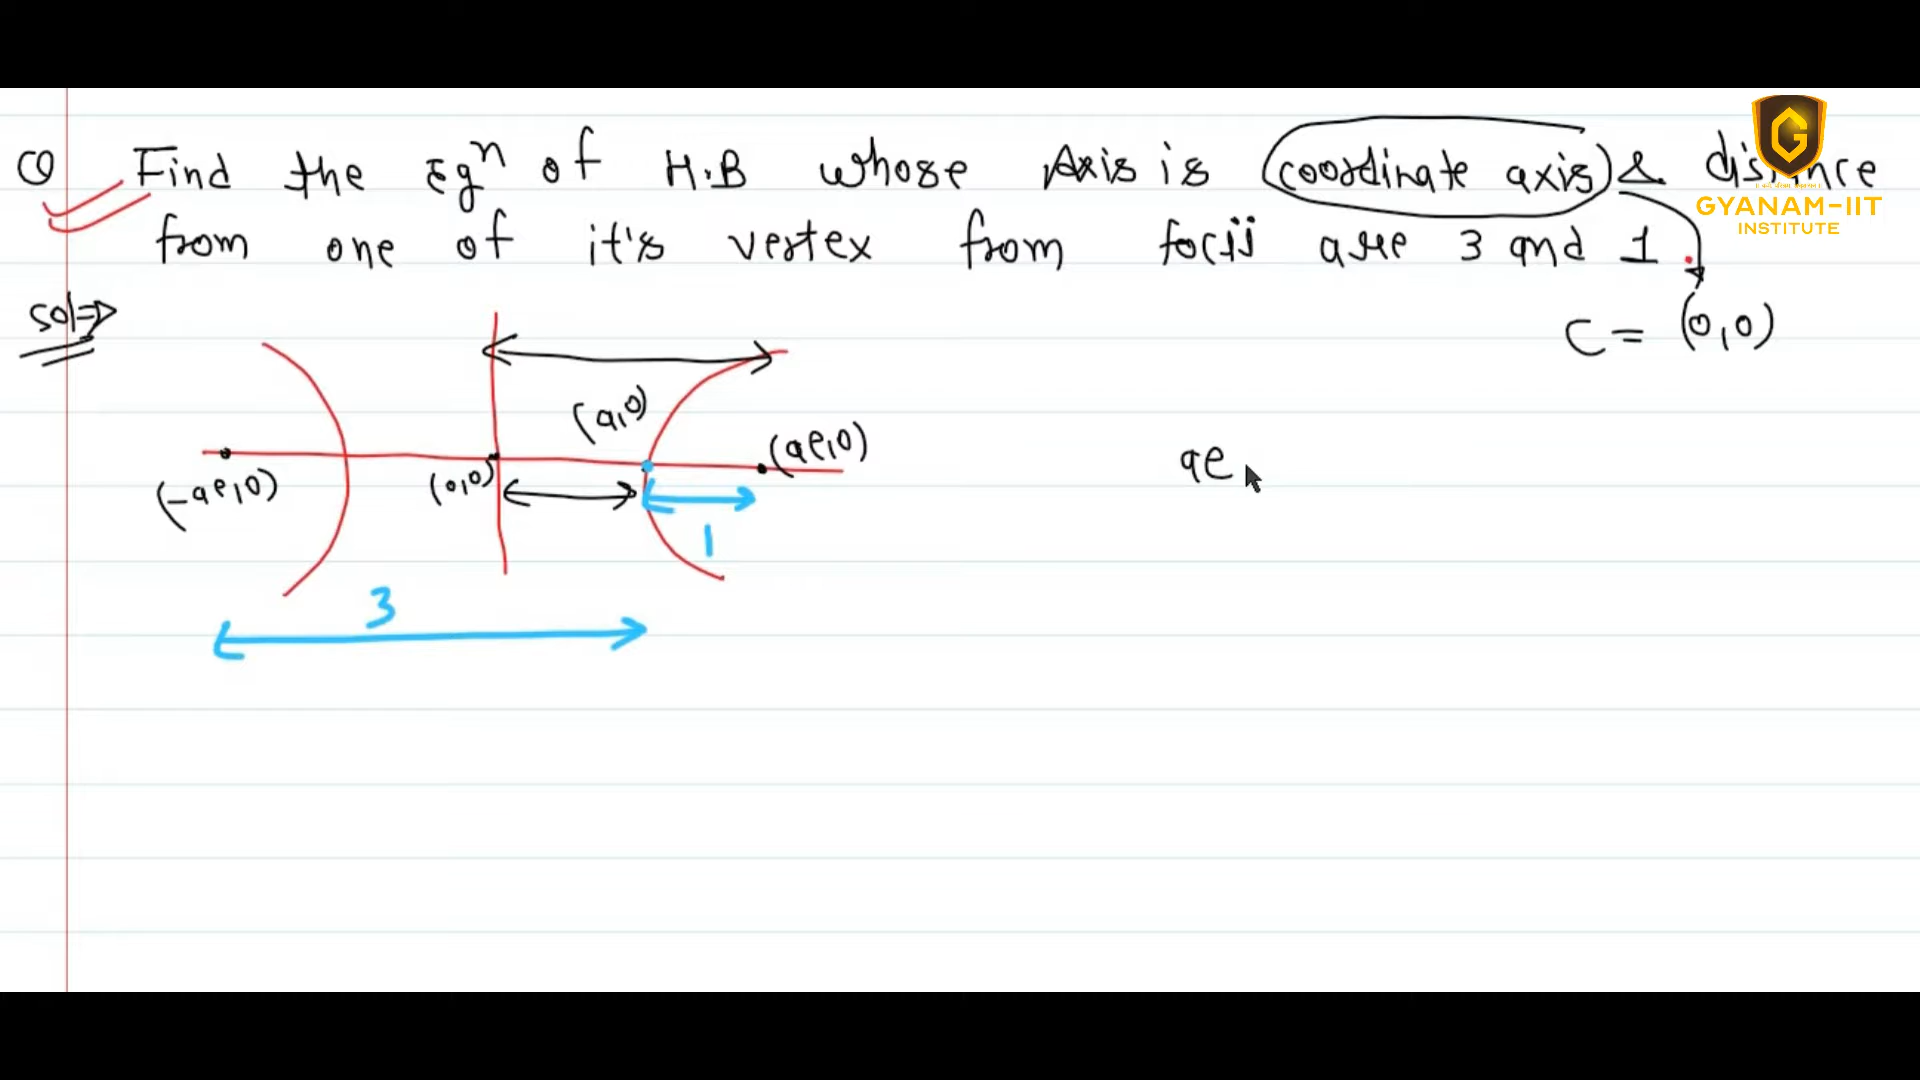 Q Find the Eqn of H.B whose Axis is (coordinate axis) & distance
from one of it's vertex from focii are 3 and 1.
GYANAM-IIT
INSTITUTE
Sol⇒
C = (0,0)
(a,0)
(ae,0)
(-ae,0)
(0,0)
ae
1
3